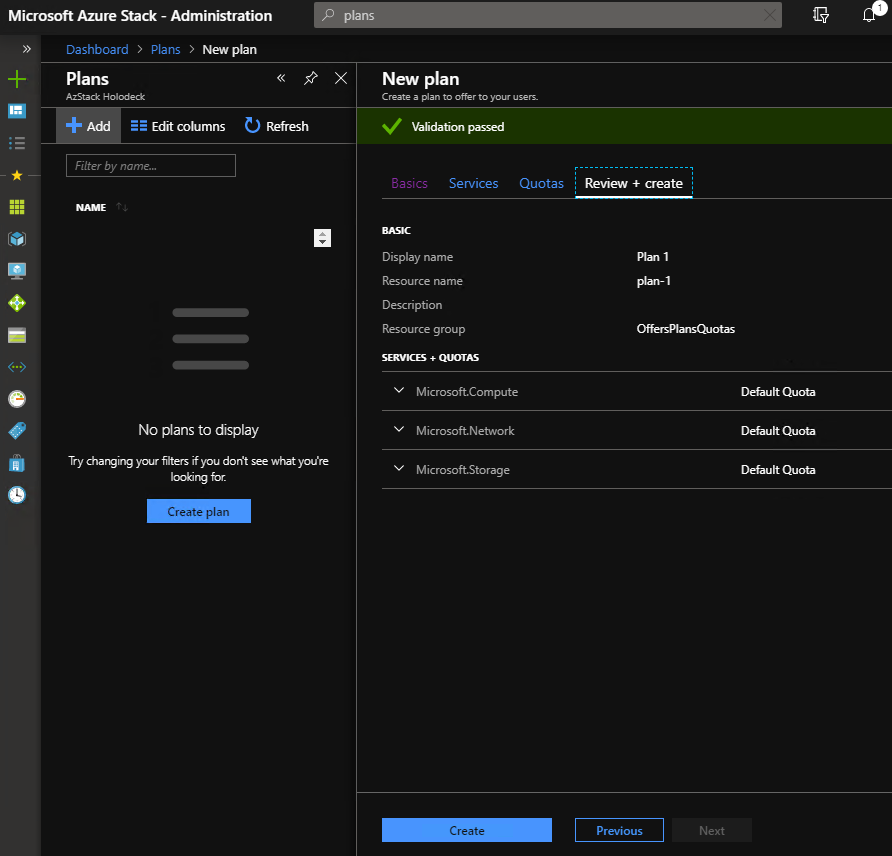 Microsoft Azure Stack - Administration
plans
1
Dashboard > Plans > New plan
Plans
AzStack Holodeck
Add
Edit columns
Refresh
Filter by name...
NAME
No plans to display
Try changing your filters if you don't see what you're
looking for.
Create plan
New plan
Create a plan to offer to your users.
Validation passed
Basics
Services
Quotas
Review + create
BASIC
Display name Plan 1
Resource name plan-1
Description
Resource group OffersPlansQuotas
SERVICES + QUOTAS
Microsoft.Compute Default Quota
Microsoft.Network Default Quota
Microsoft.Storage Default Quota
Create
Previous
Next